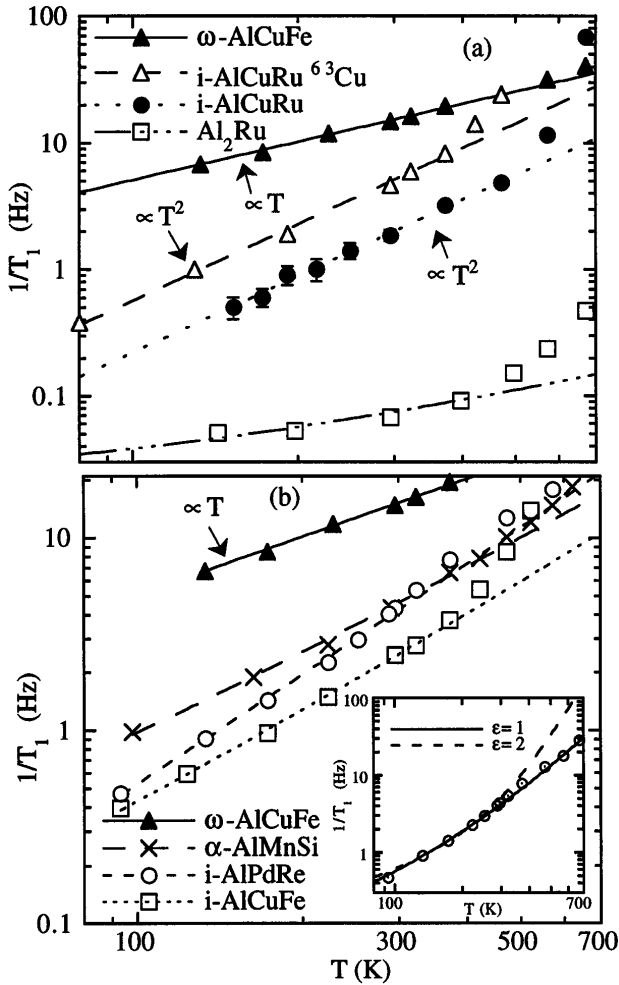 100
ω-AlCuFe
(a)
i-AlCuRu ⁶³Cu
i-AlCuRu
Al₂Ru
10
∝ T
∝ T²
1
∝ T²
0.1
1/T₁ (Hz)
(b)
∝ T
10
1
0.1
1/T₁ (Hz)
ω-AlCuFe
α-AlMnSi
i-AlPdRe
i-AlCuFe
100
ε= 1
ε= 2
10
1
1/T₁ (Hz)
100
T (K)
700
100
300
500
700
T (K)